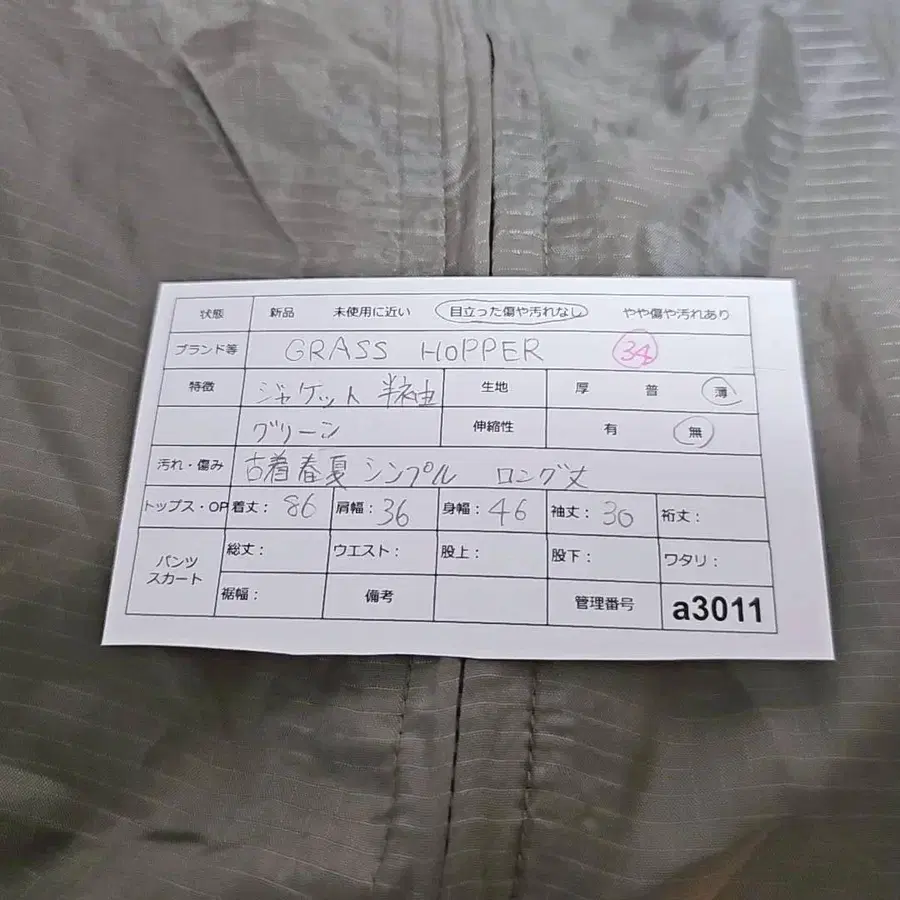 状態 新品 未使用に近い 目立った傷や汚れなし やや傷や汚れあり
ブランド等 GRASS HOPPER 34
特徴 ジャケット 半袖 生地 厚 普 薄
グリーン 伸縮性 有 無
汚れ・傷み 古着春夏シンプル ロング丈
トップス・OP 着丈: 86 肩幅: 36 身幅: 46 袖丈: 30 裄丈:
パンツ スカート 総丈: ウエスト: 股上: 股下: ワタリ:
裾幅: 備考 管理番号 a3011